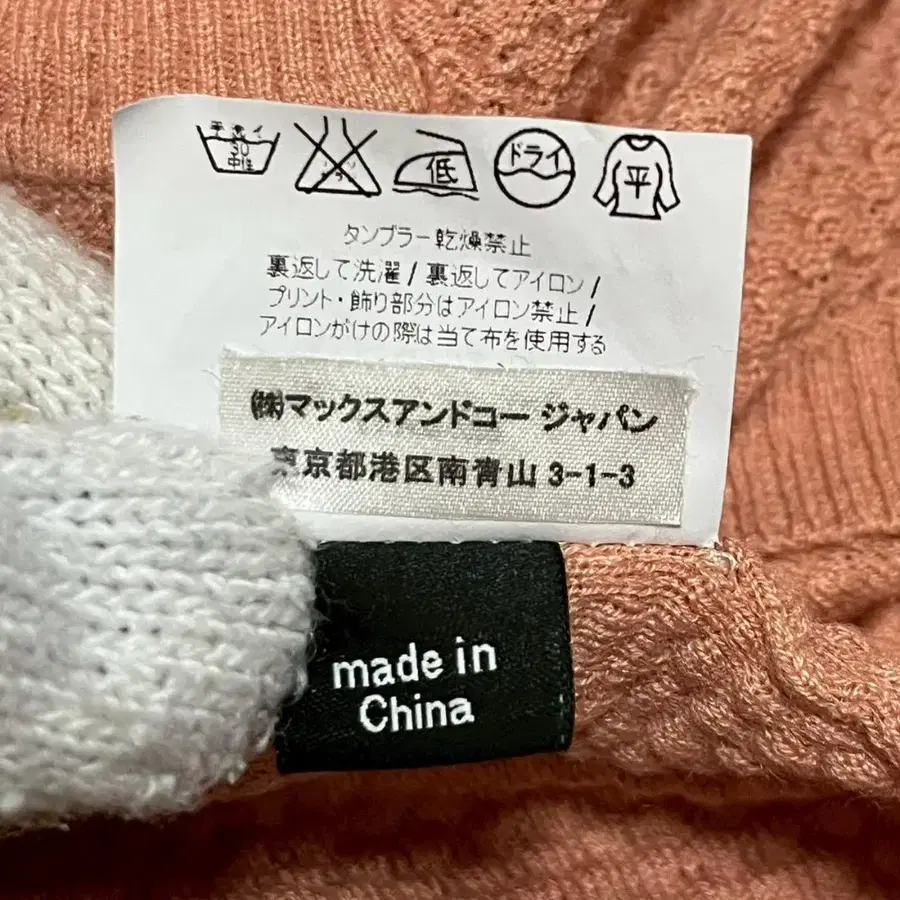 手洗イ
30
中性
低
ドライ
平
タンブラー乾燥禁止
裏返して洗濯 / 裏返してアイロン /
プリント・飾り部分はアイロン禁止 /
アイロンがけの際は当て布を使用する
㈱マックスアンドコー ジャパン
東京都港区南青山 3-1-3
made in
China